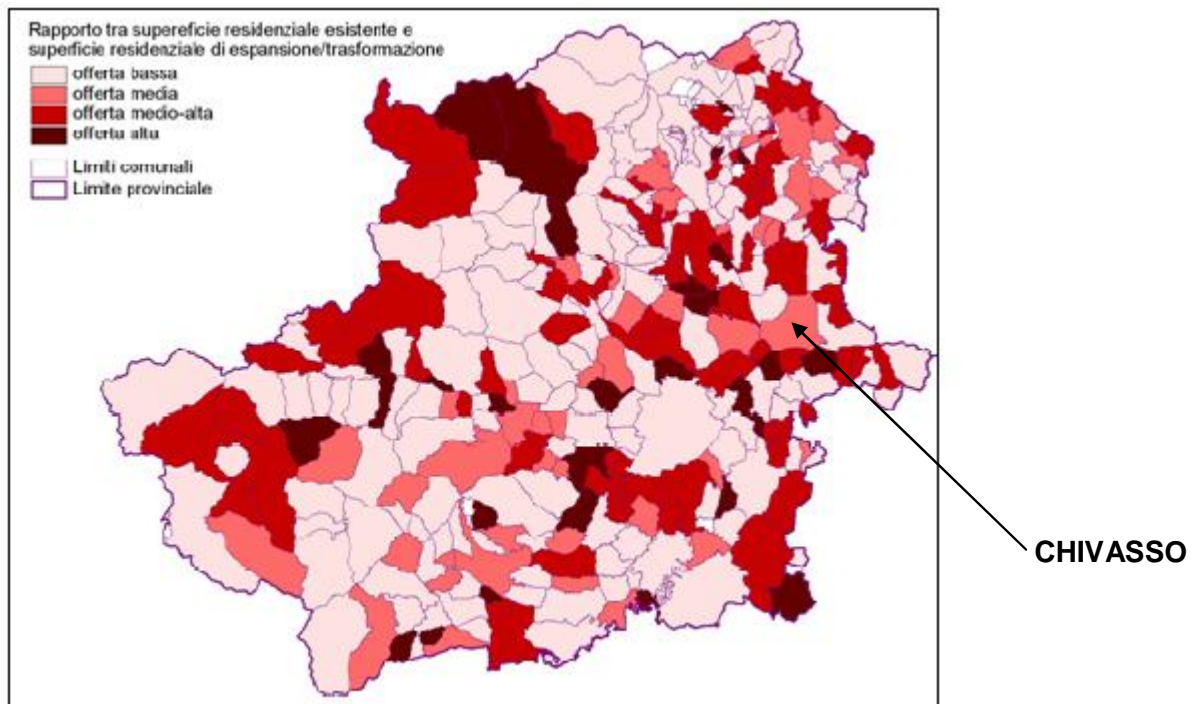 Rapporto tra supereficie residenziale esistente e
superficie residenziale di espansione/trasformazione
offerta bassa
offerta media
offerta medio-alta
offerta alta
Limiti comunali
Limite provinciale
CHIVASSO